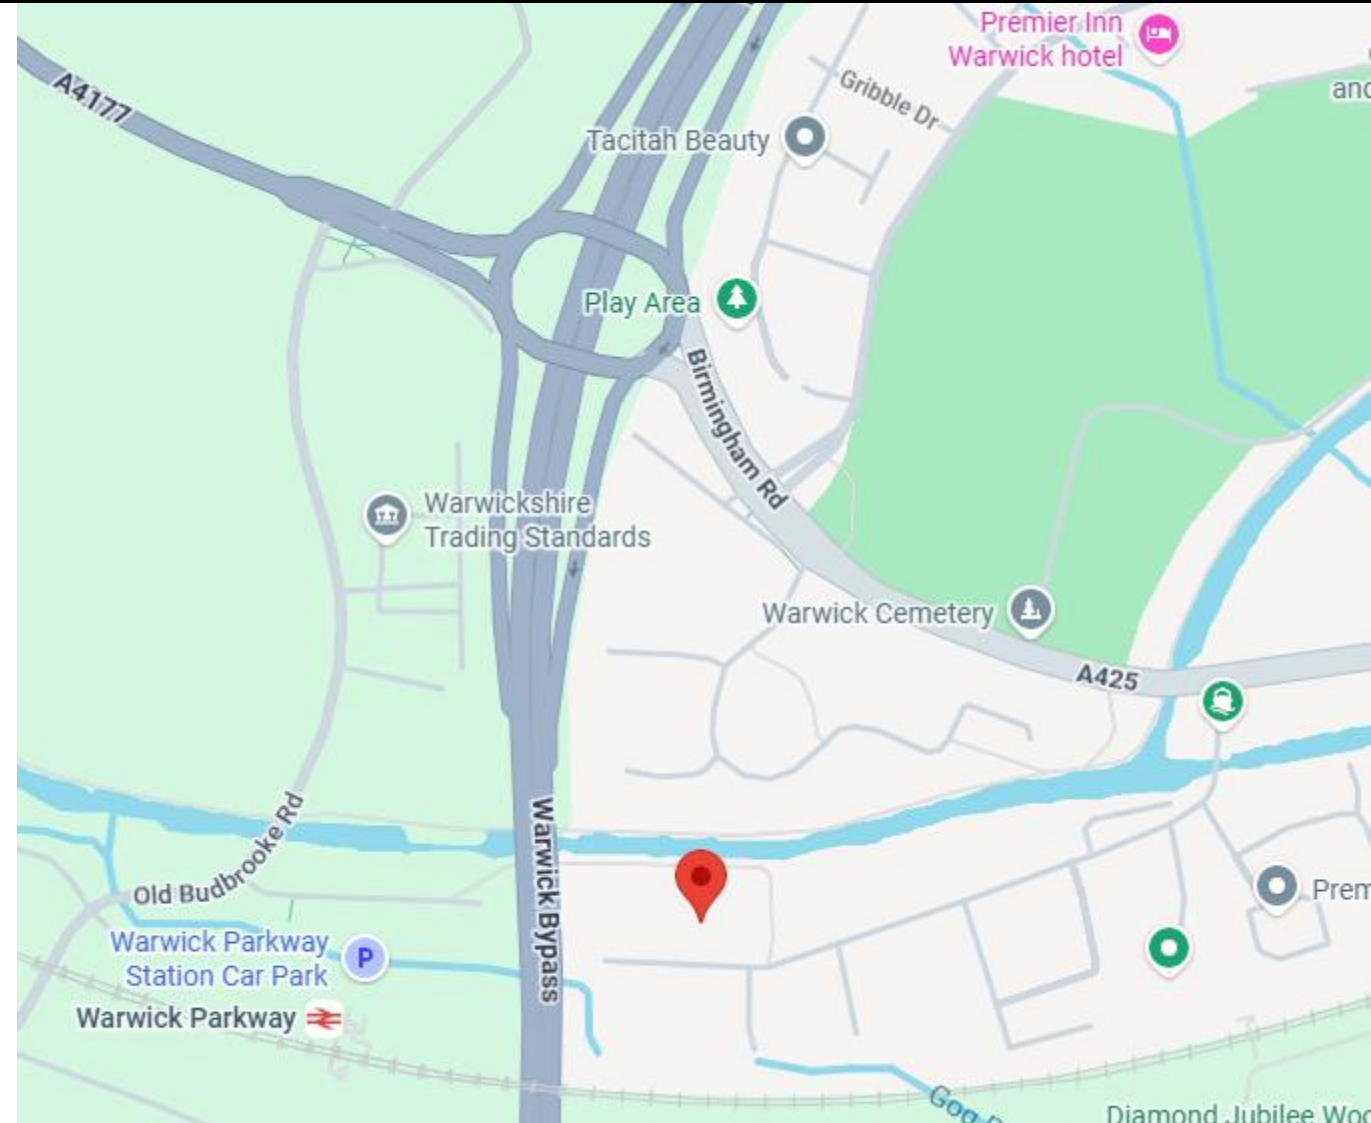 Premier Inn
Warwick hotel
A4177
Gribble Dr
Tacitah Beauty
Play Area
Birmingham Rd
Warwickshire
Trading Standards
Warwick Cemetery
A425
Warwick Bypass
Old Budbrooke Rd
P
Warwick Parkway
Station Car Park
Warwick Parkway
Prem
Gog
Diamond Jubilee Woo